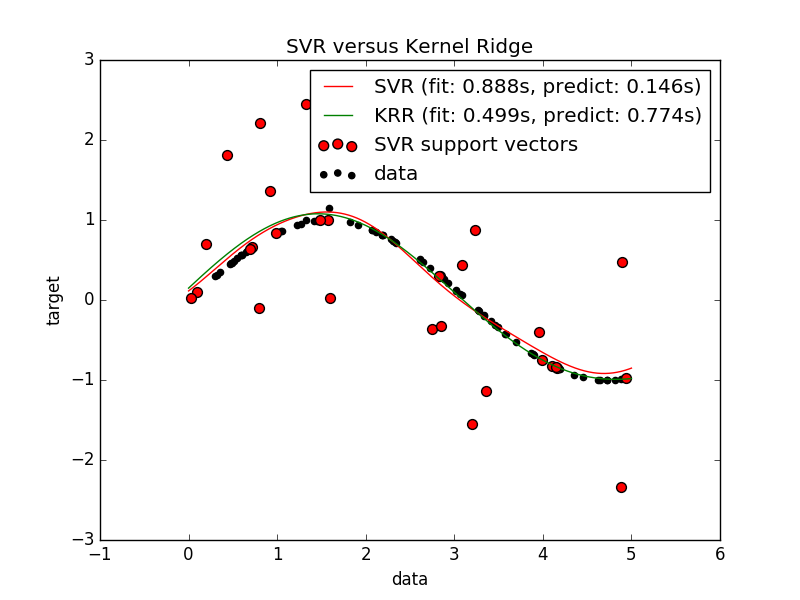 SVR versus Kernel Ridge
SVR (fit: 0.888s, predict: 0.146s)
KRR (fit: 0.499s, predict: 0.774s)
SVR support vectors
data
3
2
1
0
−1
−2
−3
target
−1 0 1 2 3 4 5 6
data